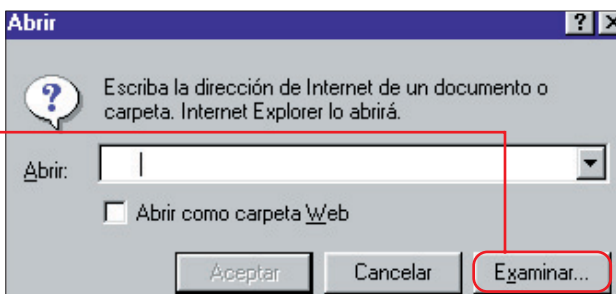 Abrir
Escriba la dirección de Internet de un documento o
carpeta. Internet Explorer lo abrirá.
Abrir:
Abrir como carpeta Web
Aceptar Cancelar Examinar...